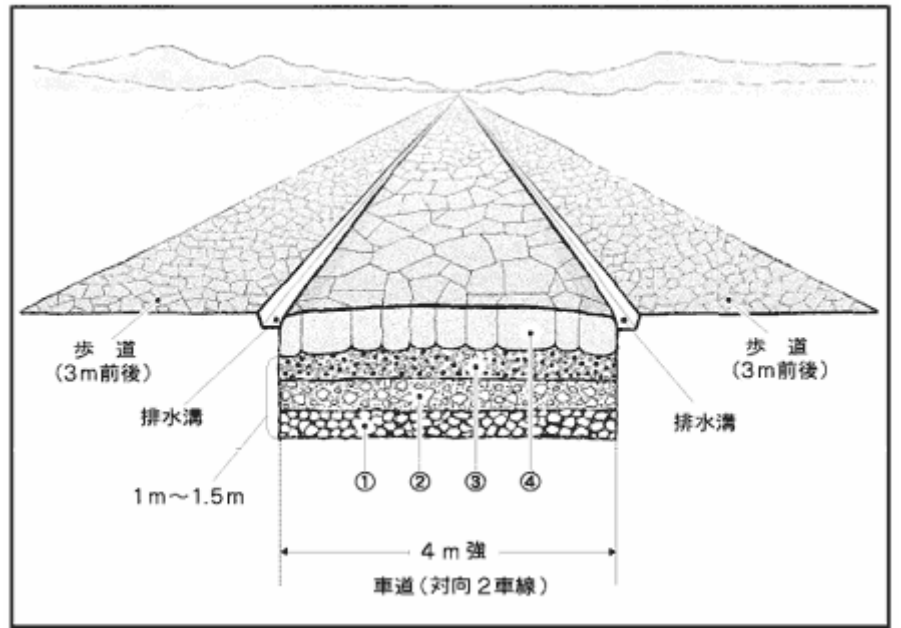 歩 道
(3m前後)
歩 道
(3m前後)
排水溝
排水溝
① ② ③ ④
1m〜1.5m
4m強
車道(対向2車線)